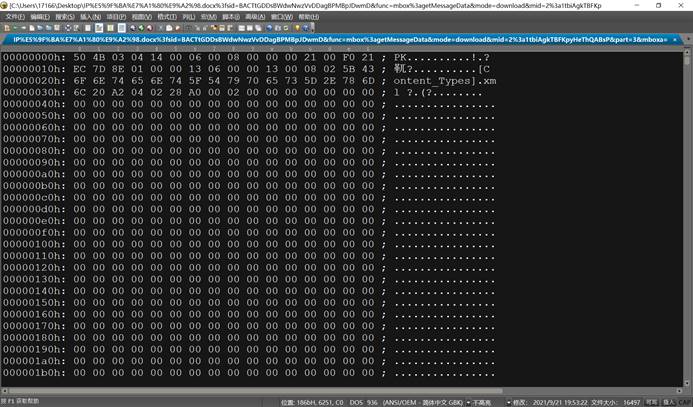 [C:\Users\17166\Desktop\IP%E5%9F%BA%E7%A1%80%E9%A2%98.docx%3fsid=BACTtGDDsBWdwNwzVvDDagBPMBpJDwmD&func=mbox%3agetMessageData&mode=download&mid=2%3a1tbiAgkTBFKp
文件(F) 编辑(E) 搜索(S) 插入(N) 项目(P) 视图(V) 格式(T) 列(L) 宏(M) 脚本(i) 高级(A) 窗口(W) 帮助(H)
IP%E5%9F%BA%E7%A1%80%E9%A2%98.docx%3fsid=BACTtGDDsBWdwNwzVvDDagBPMBpJDwmD&func=mbox%3agetMessageData&mode=download&mid=2%3a1tbiAgkTBFKpyHeThQABsP&part=3&mboxa=
00000000h: 50 4B 03 04 14 00 06 00 08 00 00 00 21 00 F0 21 ; PK..........!.?
00000010h: EC 7D 8E 01 00 00 13 06 00 00 13 00 08 02 5B 43 ; 靰?..........[C
00000020h: 6F 6E 74 65 6E 74 5F 54 79 70 65 73 5D 2E 78 6D ; ontent_Types].xm
00000030h: 6C 20 A2 04 02 28 A0 00 02 00 00 00 00 00 00 00 ; l ?.(?........
00000040h: 00 00 00 00 00 00 00 00 00 00 00 00 00 00 00 00 ; ................
00000050h: 00 00 00 00 00 00 00 00 00 00 00 00 00 00 00 00 ; ................
00000060h: 00 00 00 00 00 00 00 00 00 00 00 00 00 00 00 00 ; ................
00000070h: 00 00 00 00 00 00 00 00 00 00 00 00 00 00 00 00 ; ................
00000080h: 00 00 00 00 00 00 00 00 00 00 00 00 00 00 00 00 ; ................
00000090h: 00 00 00 00 00 00 00 00 00 00 00 00 00 00 00 00 ; ................
000000a0h: 00 00 00 00 00 00 00 00 00 00 00 00 00 00 00 00 ; ................
000000b0h: 00 00 00 00 00 00 00 00 00 00 00 00 00 00 00 00 ; ................
000000c0h: 00 00 00 00 00 00 00 00 00 00 00 00 00 00 00 00 ; ................
000000d0h: 00 00 00 00 00 00 00 00 00 00 00 00 00 00 00 00 ; ................
000000e0h: 00 00 00 00 00 00 00 00 00 00 00 00 00 00 00 00 ; ................
000000f0h: 00 00 00 00 00 00 00 00 00 00 00 00 00 00 00 00 ; ................
00000100h: 00 00 00 00 00 00 00 00 00 00 00 00 00 00 00 00 ; ................
00000110h: 00 00 00 00 00 00 00 00 00 00 00 00 00 00 00 00 ; ................
00000120h: 00 00 00 00 00 00 00 00 00 00 00 00 00 00 00 00 ; ................
00000130h: 00 00 00 00 00 00 00 00 00 00 00 00 00 00 00 00 ; ................
00000140h: 00 00 00 00 00 00 00 00 00 00 00 00 00 00 00 00 ; ................
00000150h: 00 00 00 00 00 00 00 00 00 00 00 00 00 00 00 00 ; ................
00000160h: 00 00 00 00 00 00 00 00 00 00 00 00 00 00 00 00 ; ................
00000170h: 00 00 00 00 00 00 00 00 00 00 00 00 00 00 00 00 ; ................
00000180h: 00 00 00 00 00 00 00 00 00 00 00 00 00 00 00 00 ; ................
00000190h: 00 00 00 00 00 00 00 00 00 00 00 00 00 00 00 00 ; ................
000001a0h: 00 00 00 00 00 00 00 00 00 00 00 00 00 00 00 00 ; ................
000001b0h: 00 00 00 00 00 00 00 00 00 00 00 00 00 00 00 00 ; ................
按 F1 获取帮助 位置: 186bH, 6251, C0 DOS 936 (ANSI/OEM - 简体中文 GBK) 不高亮 修改: 2021/9/21 19:53:22 文件大小: 16497 可写 插入 CAP